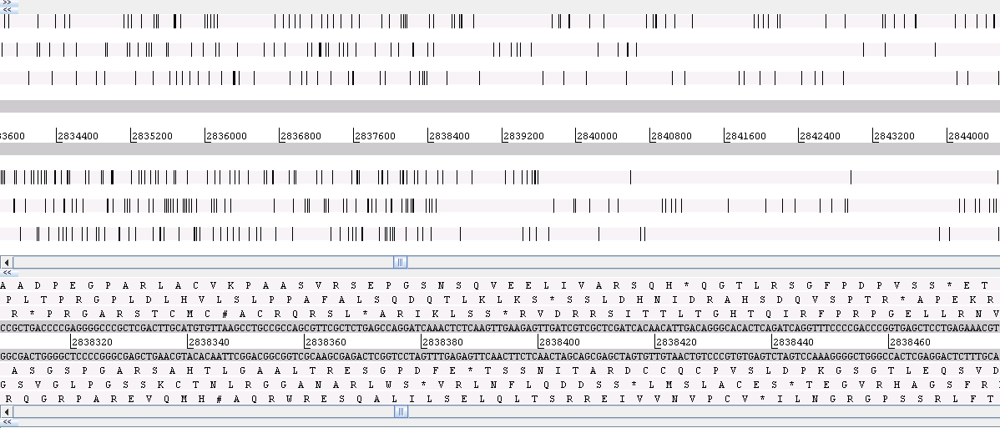 >>
<<
33600 2834400 2835200 2836000 2836800 2837600 2838400 2839200 2840000 2840800 2841600 2842400 2843200 2844000
<<
A A D P E G P A R L A C V K P A A S V R S E P G S N S Q V E E L I V A R S Q H * Q G T L R S G F P D P V S S * E T
P L T P R G P L D L H V L S L P P A F A L S Q D Q T L K L K S * S S L D H N I D R A H S D Q V S P T R * A P E K R
R * P R G A R S T C M C # A C R Q R S L * A R I K L S S * R V D R R S I T T L T G H T Q I R F P R P G E L L R N V
CCGCTGACCCCGAGGGGCCCGCTCGACTTGCATGTGTTAAGCCTGCCGCCAGCGTTCGCTCTGAGCCAGGATCAAACTCTCAAGTTGAAGAGTTGATCGTCGCTCGATCACAACATTGACAGGGCACACTCAGATCAGGTTTCCCCGACCCGGTGAGCTCCTGAGAAACGT
2838320 2838340 2838360 2838380 2838400 2838420 2838440 2838460
GGCGACTGGGGCTCCCCGGGCGAGCTGAACGTACACAATTCGGACGGCGGTCGCAAGCGAGACTCGGTCCTAGTTTGAGAGTTCAACTTCTCAACTAGCAGCGAGCTAGTGTTGTAACTGTCCCGTGTGAGTCTAGTCCAAAGGGGCTGGGCCACTCGAGGACTCTTTGCA
A S G S P G A R S A H T L G A A L T R E S G P D F E * T S S N I T A R D C C Q C P V S L D P K G S G T L E Q S V D
G S V G L P G S S K C T N L R G G A N A R L W S * V R L N F L Q D D S S * L M S L A C E S * T E G V R H A G S F R
R Q G R P A R E V Q M H # A Q R W R E S Q A L I L S E L Q L T S R R E I V V N V P C V * I L N G R G P S S R L F T
<<